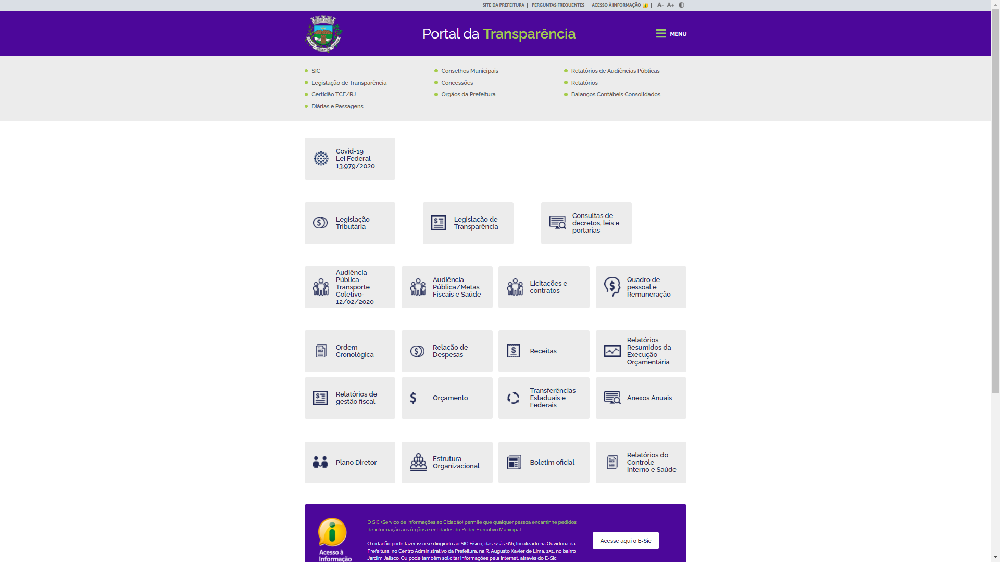 SITE DA PREFEITURA | PERGUNTAS FREQUENTES | ACESSO À INFORMAÇÃO | A- A+
Portal da Transparência
MENU
SIC
Legislação de Transparência
Certidão TCE/RJ
Diárias e Passagens
Conselhos Municipais
Concessões
Orgãos da Prefeitura
Relatórios de Audiências Públicas
Relatórios
Balanços Contábeis Consolidados
Covid-19
Lei Federal
13.979/2020
Legislação
Tributária
Legislação de
Transparência
Consultas de
decretos, leis e
portarias
Audiência
Pública-
Transporte
Coletivo-
12/02/2020
Audiência
Pública/Metas
Fiscais e Saúde
Licitações e
contratos
Quadro de
pessoal e
Remuneração
Ordem
Cronológica
Relação de
Despesas
Receitas
Relatórios
Resumidos da
Execução
Orçamentária
Relatórios de
gestão fiscal
Orçamento
Transferências
Estaduais e
Federais
Anexos Anuais
Plano Diretor
Estrutura
Organizacional
Boletim oficial
Relatórios do
Controle
Interno e Saúde
Acesso à
Informação
O SIC (Serviço de Informações ao Cidadão) permite que qualquer pessoa encaminhe pedidos
de informação aos órgãos e entidades do Poder Executivo Municipal.
O cidadão pode fazer isso se dirigindo ao SIC Físico, das 12 às 18h, localizado na Ouvidoria da
Prefeitura, no Centro Administrativo da Prefeitura, na R. Augusto Xavier de Lima, 251, no bairro
Jardim Jalisco. Ou pode também solicitar informações pela internet, através do E-Sic.
Acesse aqui o E-Sic